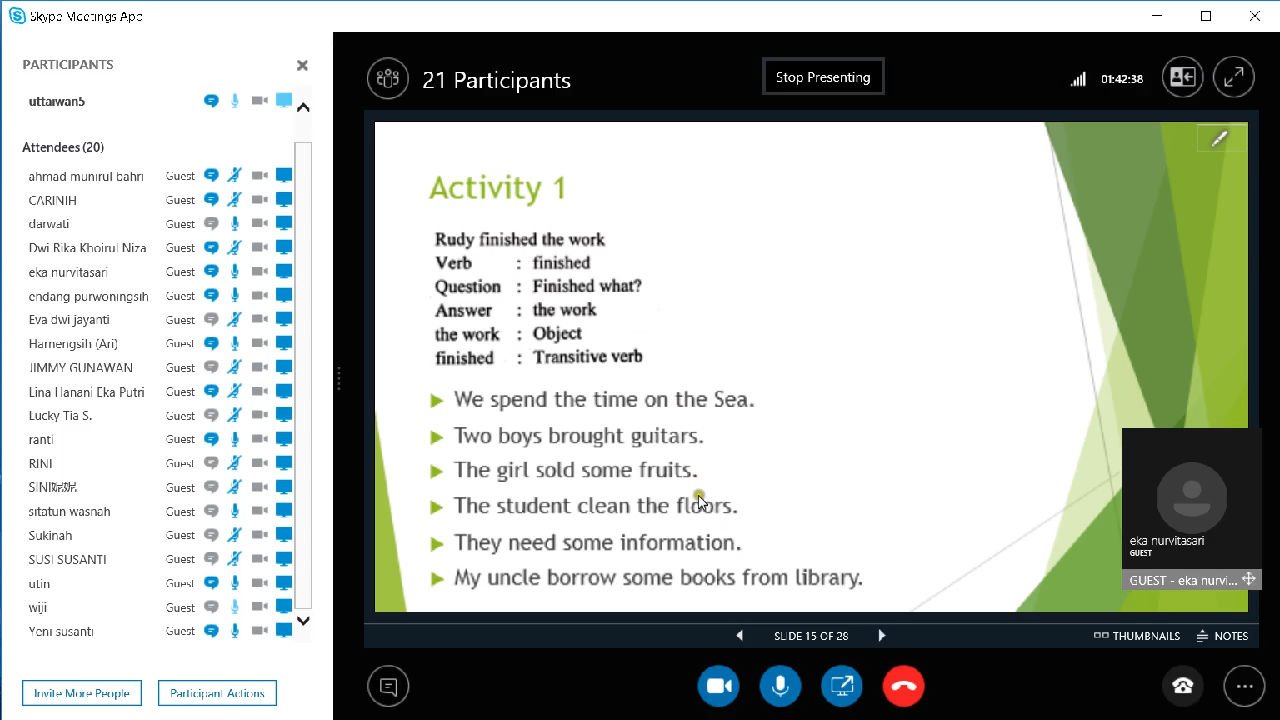 Skype Meetings App
PARTICIPANTS
uttaiwan5
Attendees (20)
ahmad munirul bahri Guest
CARINIH Guest
darwati Guest
Dwi Rika Khoirul Niza Guest
eka nurvitasari Guest
endang purwoningsih Guest
Eva dwi jayanti Guest
Hamengsih (Ari) Guest
JIMMY GUNAWAN Guest
Lina Hanani Eka Putri Guest
Lucky Tia S. Guest
ranti Guest
RINI Guest
SINI Guest
sitatun wasnah Guest
Sukinah Guest
SUSI SUSANTI Guest
utin Guest
wiji Guest
Yeni susanti Guest
Invite More People Participant Actions
21 Participants
Stop Presenting
01:42:38
Activity 1
Rudy finished the work
Verb : finished
Question : Finished what?
Answer : the work
the work : Object
finished : Transitive verb
We spend the time on the Sea.
Two boys brought guitars.
The girl sold some fruits.
The student clean the floors.
They need some information.
My uncle borrow some books from library.
eka nurvitasari
GUEST
GUEST - eka nurvi...
SLIDE 15 OF 28
THUMBNAILS NOTES